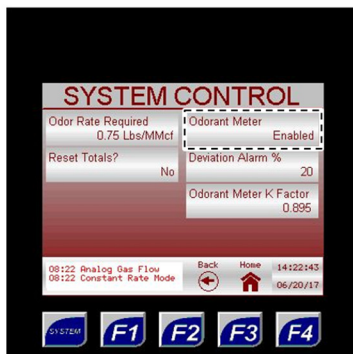 SYSTEM CONTROL
Odor Rate Required
0.75 Lbs/MMcf
Odorant Meter
Enabled
Reset Totals?
No
Deviation Alarm %
20
Odorant Meter K Factor
0.895
08:22 Analog Gas Flow
08:22 Constant Rate Mode
Back
Home
14:22:43
06/20/17
SYSTEM
F1
F2
F3
F4